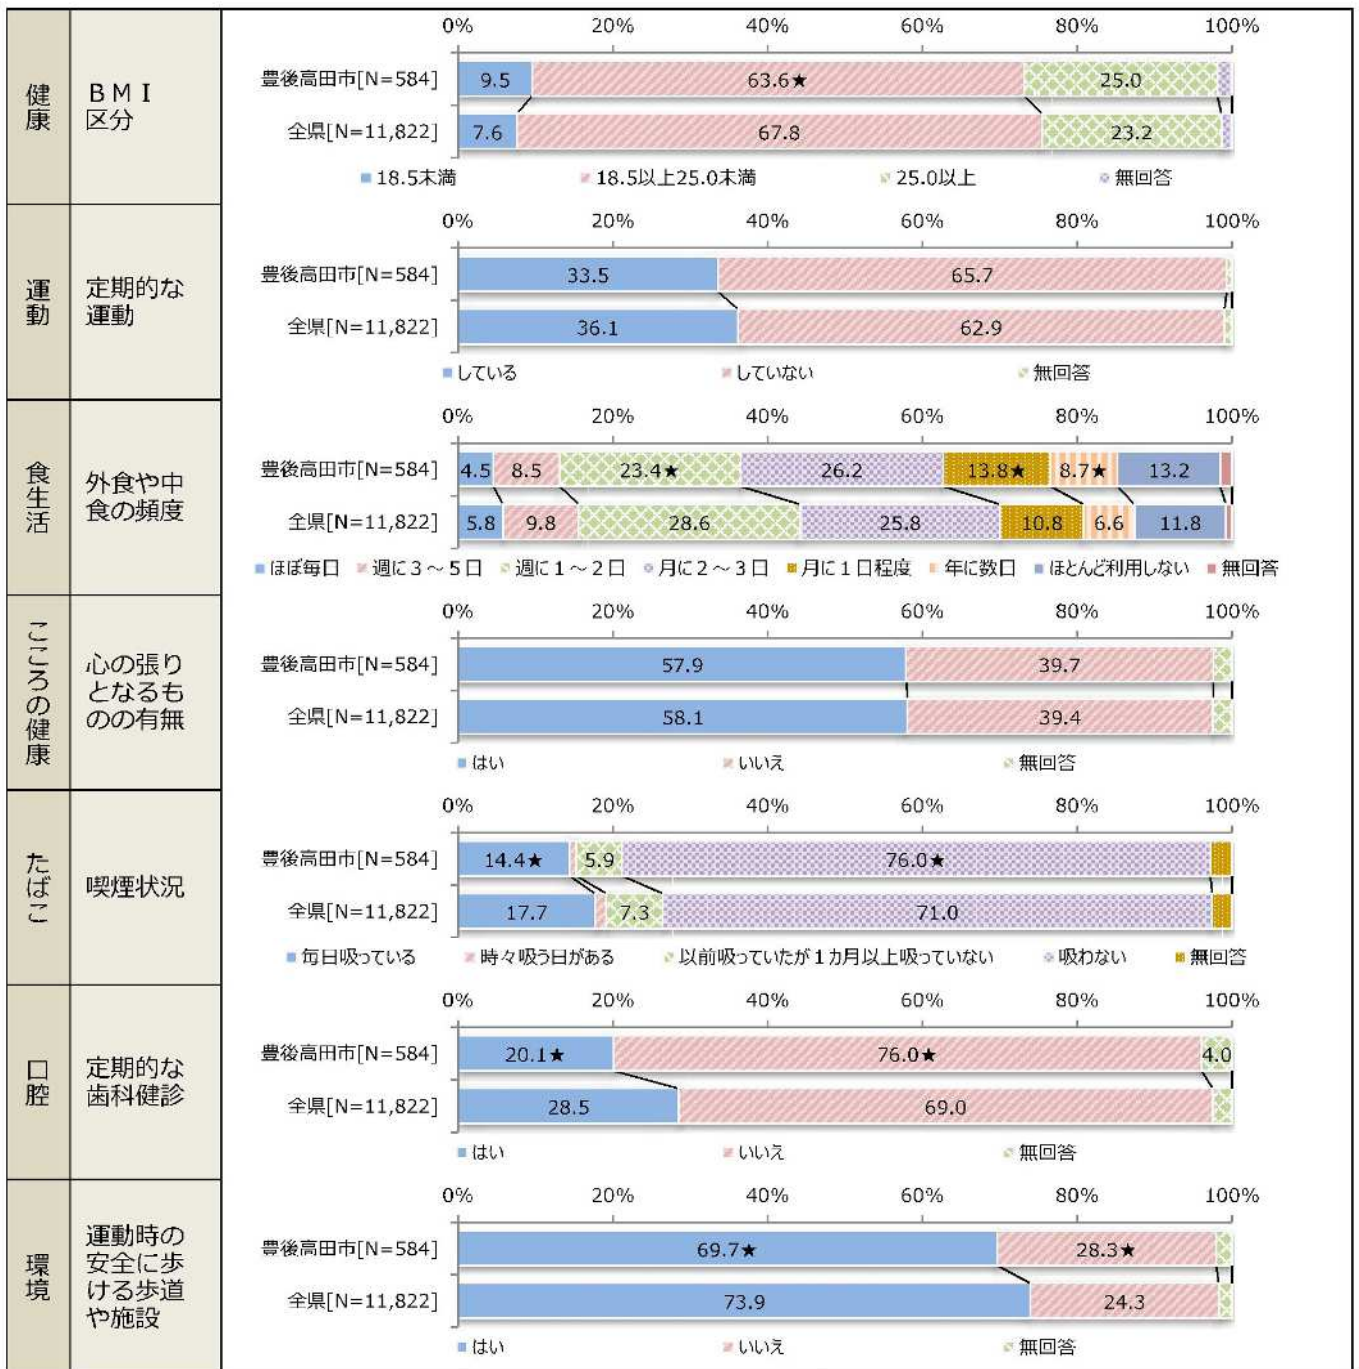 健康
ＢＭＩ
区分
0% 20% 40% 60% 80% 100%
豊後高田市[N=584] 9.5 63.6★ 25.0
全県[N=11,822] 7.6 67.8 23.2
18.5未満 18.5以上25.0未満 25.0以上 無回答
運動
定期的な
運動
0% 20% 40% 60% 80% 100%
豊後高田市[N=584] 33.5 65.7
全県[N=11,822] 36.1 62.9
している していない 無回答
食生活
外食や中
食の頻度
0% 20% 40% 60% 80% 100%
豊後高田市[N=584] 4.5 8.5 23.4★ 26.2 13.8★ 8.7★ 13.2
全県[N=11,822] 5.8 9.8 28.6 25.8 10.8 6.6 11.8
ほぼ毎日 週に３～５日 週に１～２日 月に２～３日 月に１日程度 年に数日 ほとんど利用しない 無回答
こころの健康
心の張り
となるも
のの有無
0% 20% 40% 60% 80% 100%
豊後高田市[N=584] 57.9 39.7
全県[N=11,822] 58.1 39.4
はい いいえ 無回答
たばこ
喫煙状況
0% 20% 40% 60% 80% 100%
豊後高田市[N=584] 14.4★ 5.9 76.0★
全県[N=11,822] 17.7 7.3 71.0
毎日吸っている 時々吸う日がある 以前吸っていたが１カ月以上吸っていない 吸わない 無回答
口腔
定期的な
歯科健診
0% 20% 40% 60% 80% 100%
豊後高田市[N=584] 20.1★ 76.0★ 4.0
全県[N=11,822] 28.5 69.0
はい いいえ 無回答
環境
運動時の
安全に歩
ける歩道
や施設
0% 20% 40% 60% 80% 100%
豊後高田市[N=584] 69.7★ 28.3★
全県[N=11,822] 73.9 24.3
はい いいえ 無回答